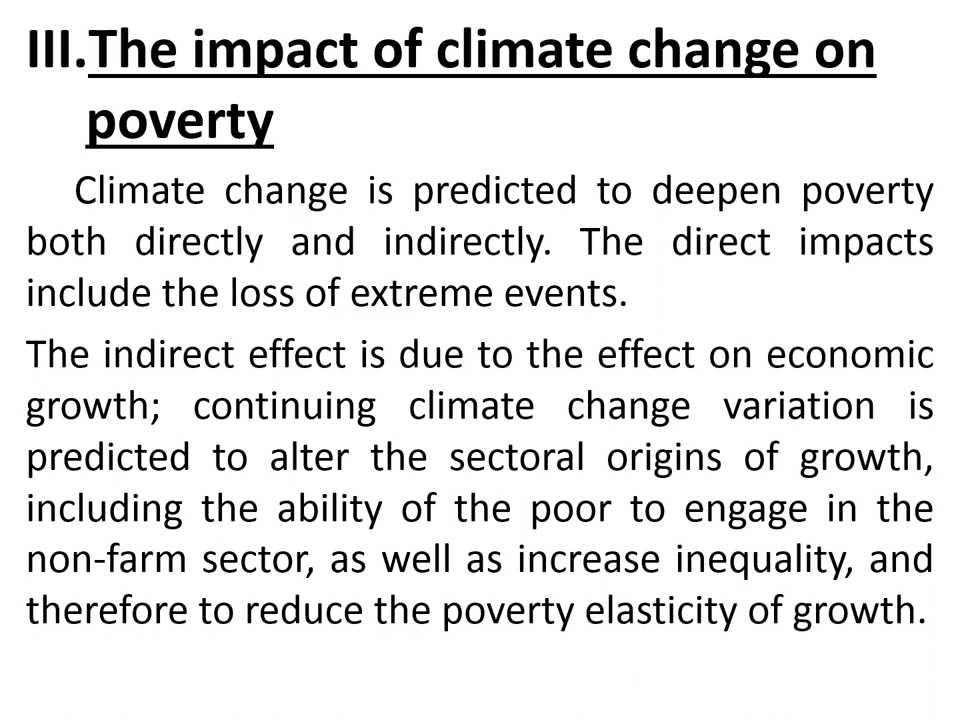 III.The impact of climate change on
poverty
Climate change is predicted to deepen poverty
both directly and indirectly. The direct impacts
include the loss of extreme events.
The indirect effect is due to the effect on economic
growth; continuing climate change variation is
predicted to alter the sectoral origins of growth,
including the ability of the poor to engage in the
non-farm sector, as well as increase inequality, and
therefore to reduce the poverty elasticity of growth.